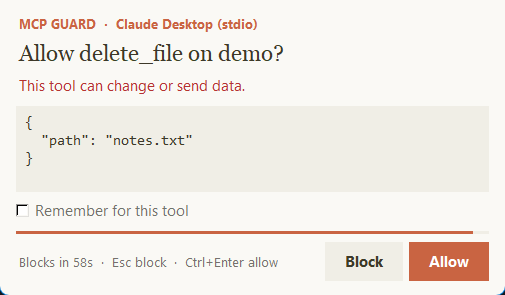 MCP GUARD · Claude Desktop (stdio)
Allow delete_file on demo?
This tool can change or send data.
{
  "path": "notes.txt"
}
Remember for this tool
Blocks in 58s · Esc block · Ctrl+Enter allow
Block
Allow